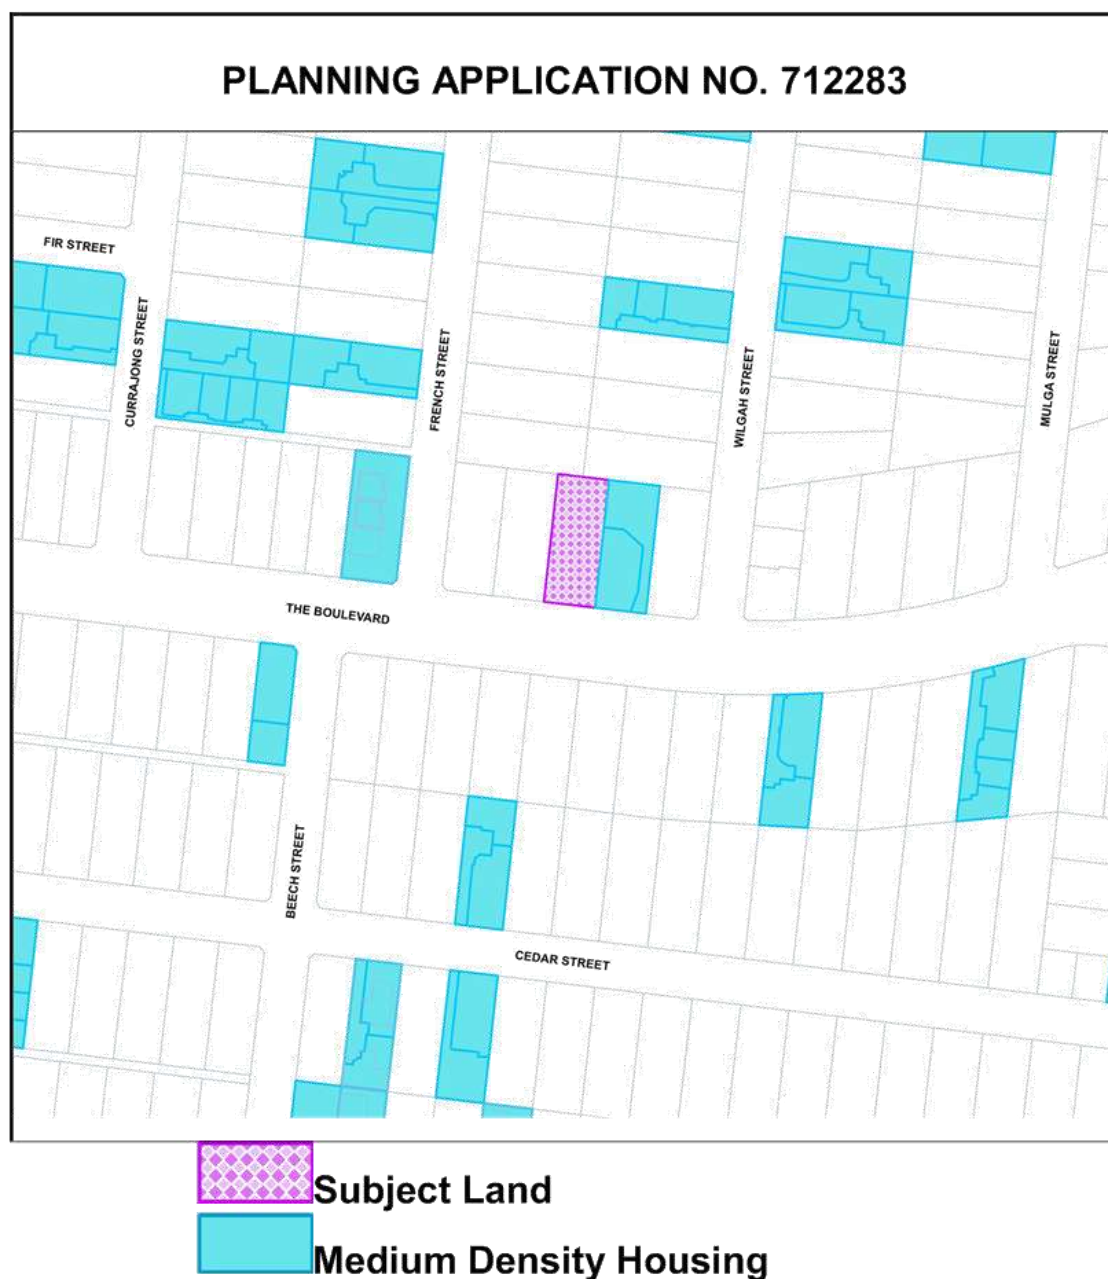 PLANNING APPLICATION NO. 712283
FIR STREET
CURRAJONG STREET
FRENCH STREET
WILGAH STREET
MULGA STREET
THE BOULEVARD
BEECH STREET
CEDAR STREET
Subject Land
Medium Density Housing